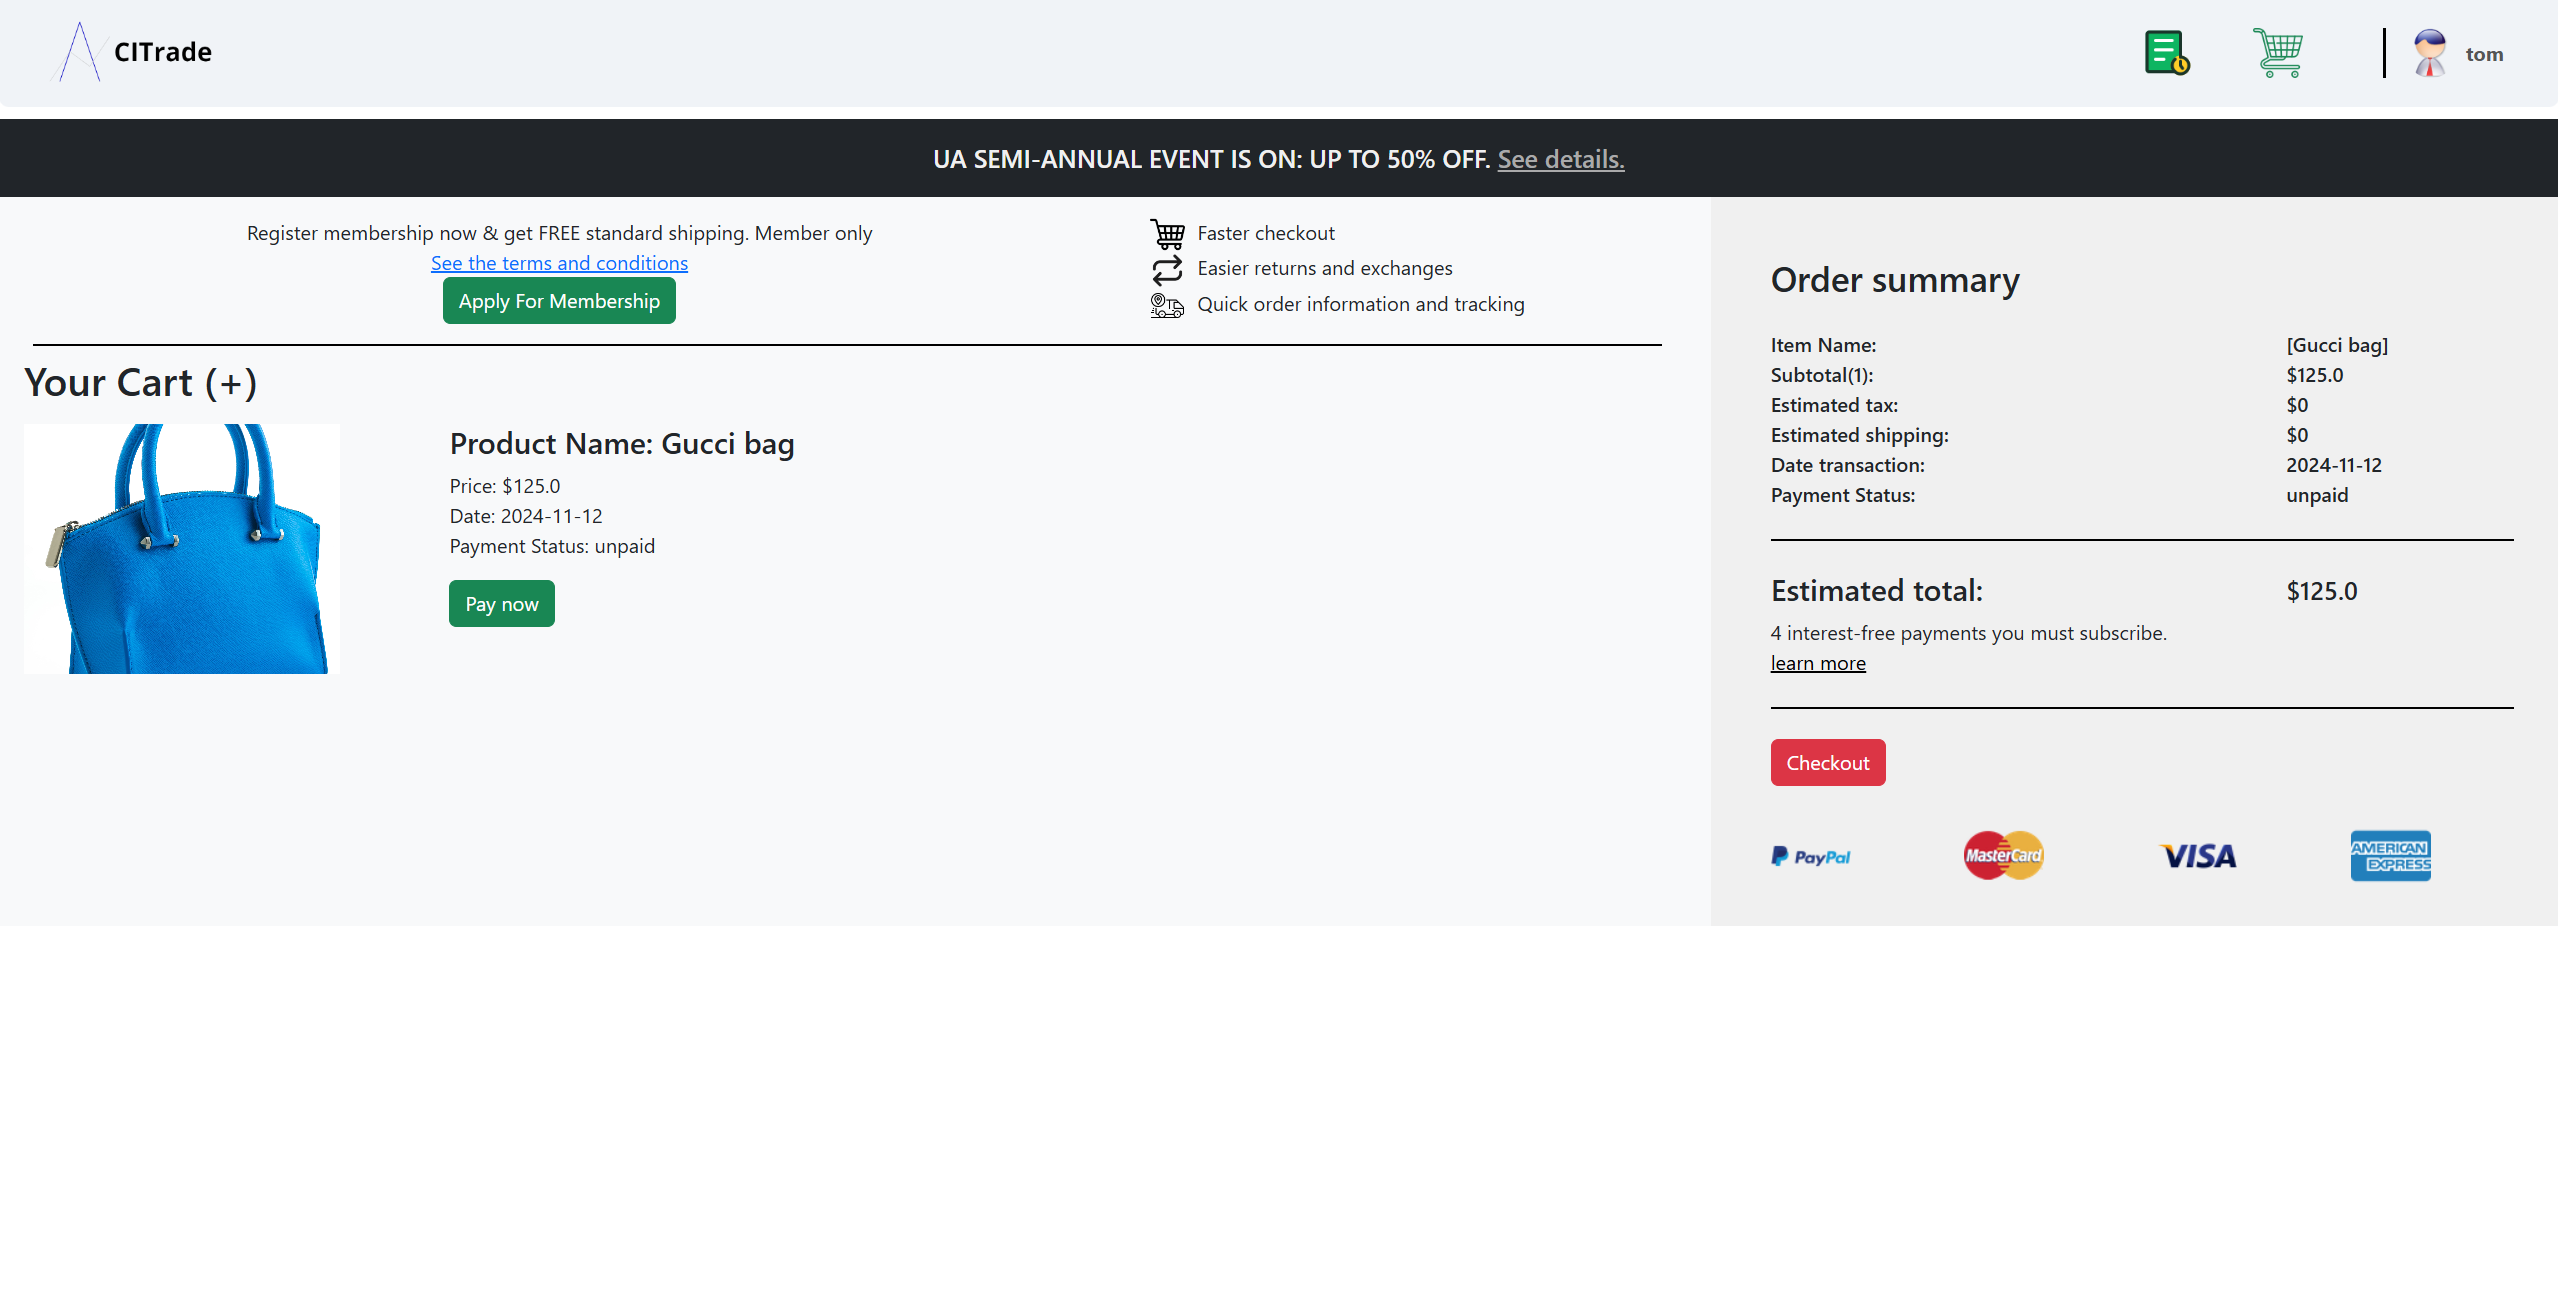 CITrade
tom
UA SEMI-ANNUAL EVENT IS ON: UP TO 50% OFF. See details.
Register membership now & get FREE standard shipping. Member only
See the terms and conditions
Apply For Membership
Faster checkout
Easier returns and exchanges
Quick order information and tracking
Your Cart (+)
Product Name: Gucci bag
Price: $125.0
Date: 2024-11-12
Payment Status: unpaid
Pay now
Order summary
Item Name: [Gucci bag]
Subtotal(1): $125.0
Estimated tax: $0
Estimated shipping: $0
Date transaction: 2024-11-12
Payment Status: unpaid
Estimated total: $125.0
4 interest-free payments you must subscribe.
learn more
Checkout
PayPal
MasterCard
VISA
AMERICAN
EXPRESS